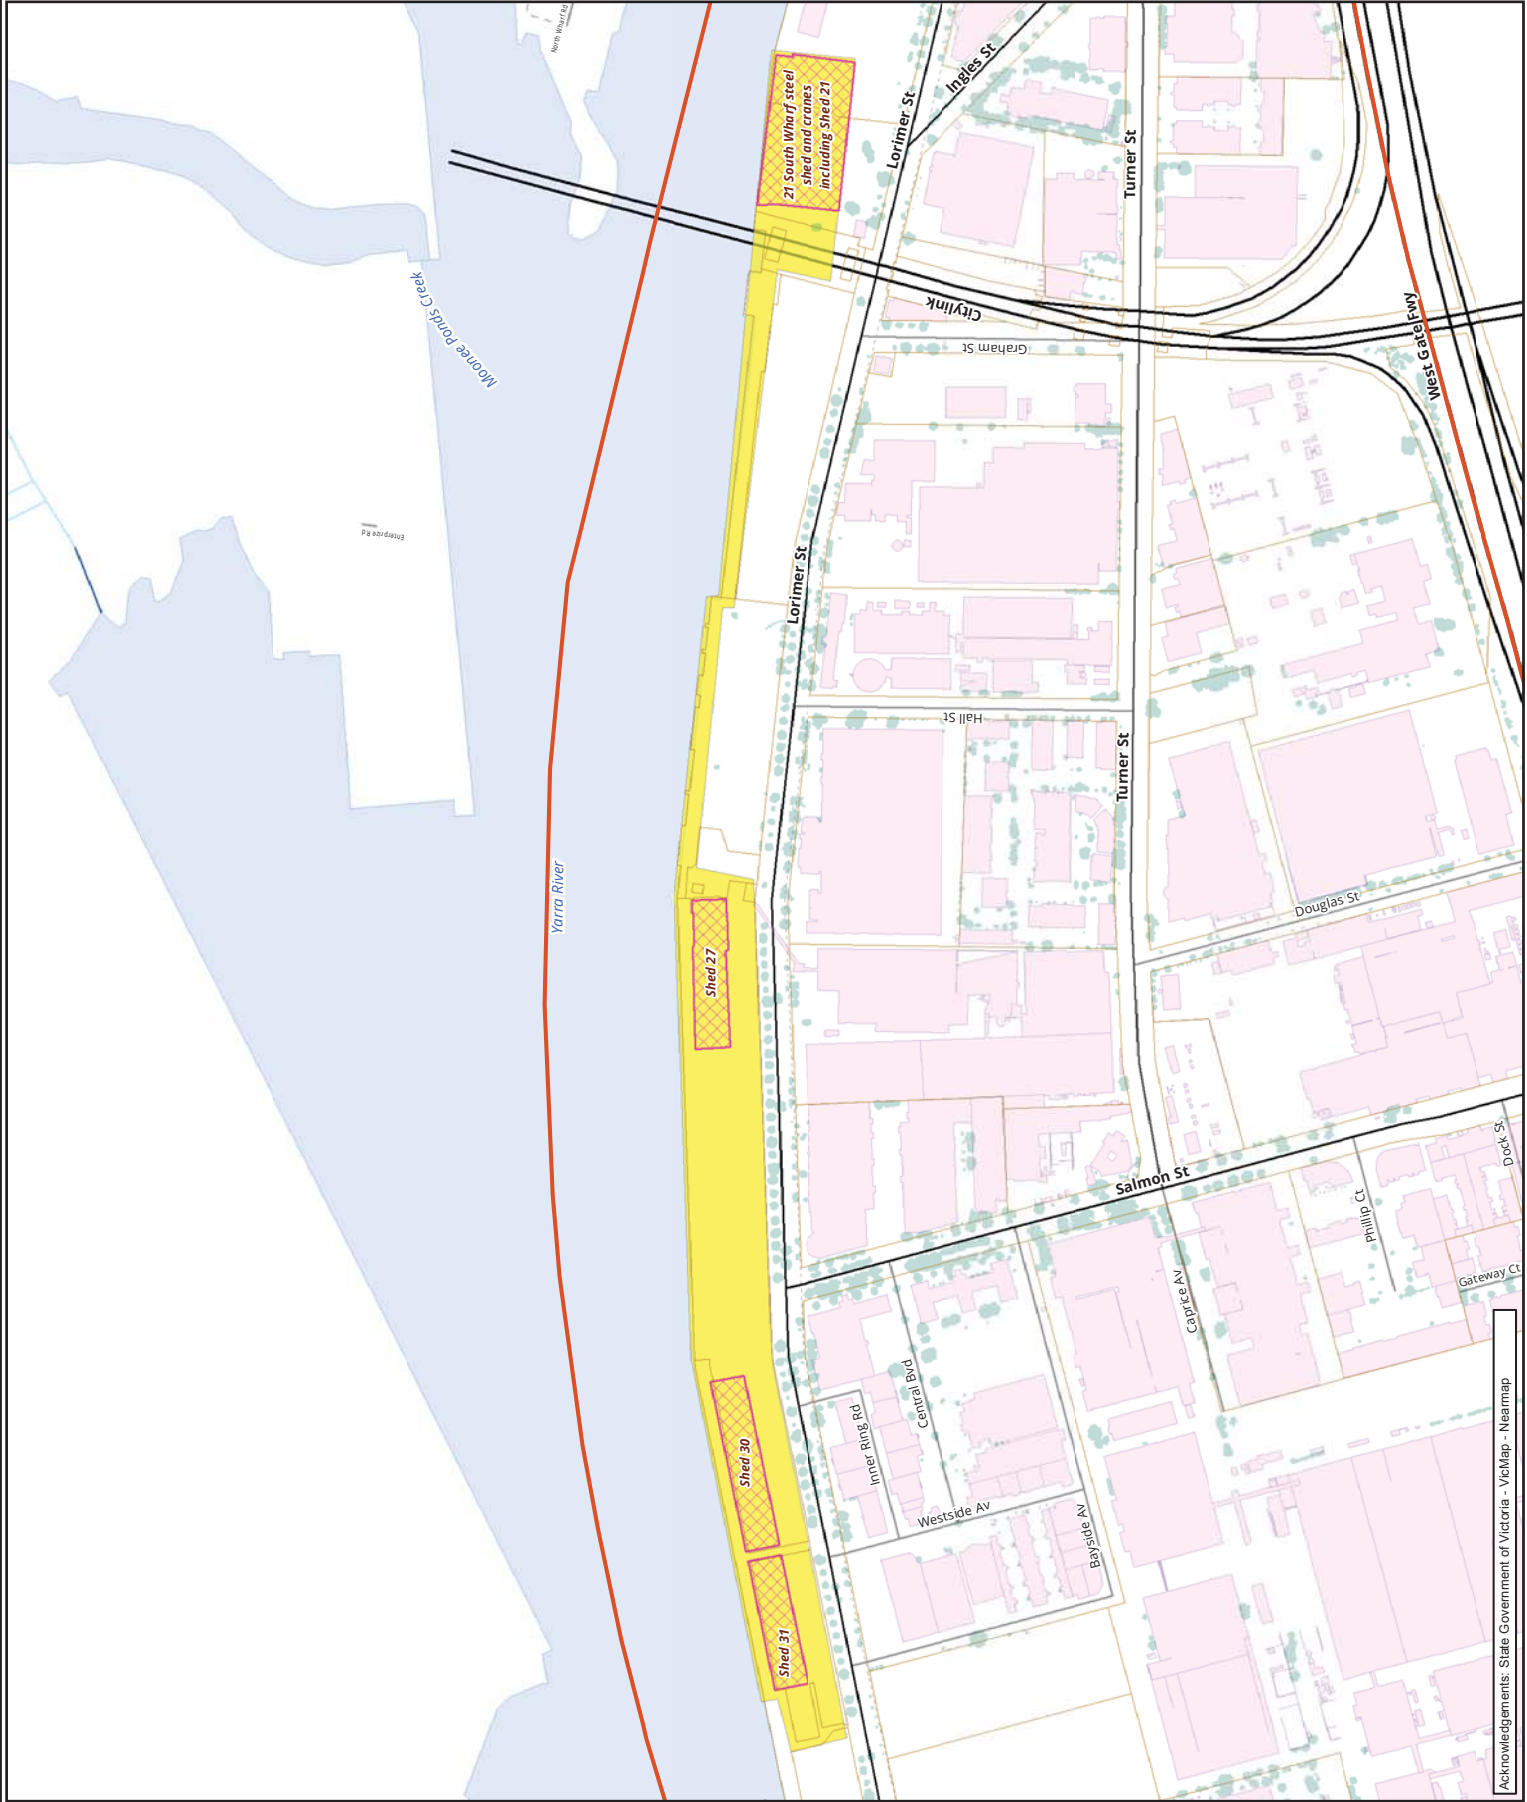 North Wharf Rd
21 South Wharf steel
shed and cranes
including Shed 21
Ingles St
Lorimer St
Turner St
Moonee Ponds Creek
Citylink
Graham St
West Gate Fwy
Enterprize Rd
Lorimer St
Hall St
Turner St
Yarra River
Douglas St
Shed 27
Dock St
Salmon St
Phillip Ct
Gateway Ct
Caprice Av
Central Bvd
Inner Ring Rd
Shed 30
Westside Av
Bayside Av
Shed 31
Acknowledgements: State Government of Victoria - VicMap - Nearmap